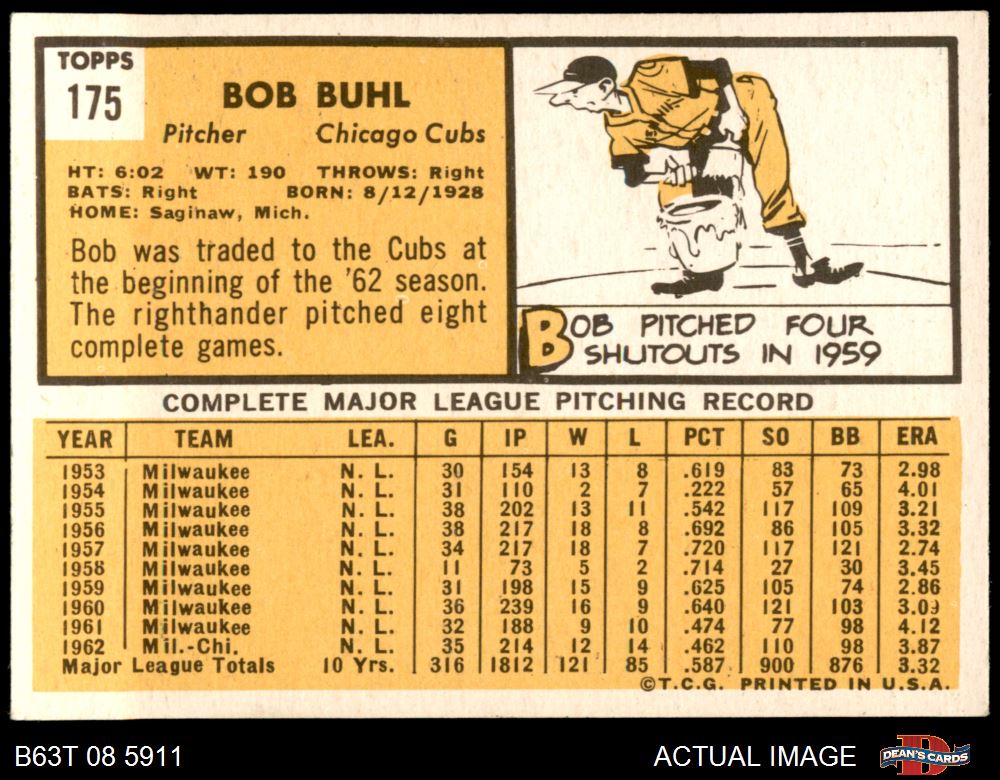 TOPPS
175
BOB BUHL
Pitcher Chicago Cubs
HT: 6:02 WT: 190 THROWS: Right
BATS: Right BORN: 8/12/1928
HOME: Saginaw, Mich.
Bob was traded to the Cubs at
the beginning of the '62 season.
The righthander pitched eight
complete games.
BOB PITCHED FOUR
SHUTOUTS IN 1959
COMPLETE MAJOR LEAGUE PITCHING RECORD
YEAR TEAM LEA. G IP W L PCT SO BB ERA
1953 Milwaukee N. L. 30 154 13 8 .619 83 73 2.98
1954 Milwaukee N. L. 31 110 2 7 .222 57 65 4.01
1955 Milwaukee N. L. 38 202 13 11 .542 117 109 3.21
1956 Milwaukee N. L. 38 217 18 8 .692 86 105 3.32
1957 Milwaukee N. L. 34 217 18 7 .720 117 121 2.74
1958 Milwaukee N. L. 11 73 5 2 .714 27 30 3.45
1959 Milwaukee N. L. 31 198 15 9 .625 105 74 2.86
1960 Milwaukee N. L. 36 239 16 9 .640 121 103 3.09
1961 Milwaukee N. L. 32 188 9 10 .474 77 98 4.12
1962 Mil.-Chi. N. L. 35 214 12 14 .462 110 98 3.87
Major League Totals 10 Yrs. 316 1812 121 85 .587 900 876 3.32
©T.C.G. PRINTED IN U.S.A.
B63T 08 5911 ACTUAL IMAGE DEAN'S CARDS